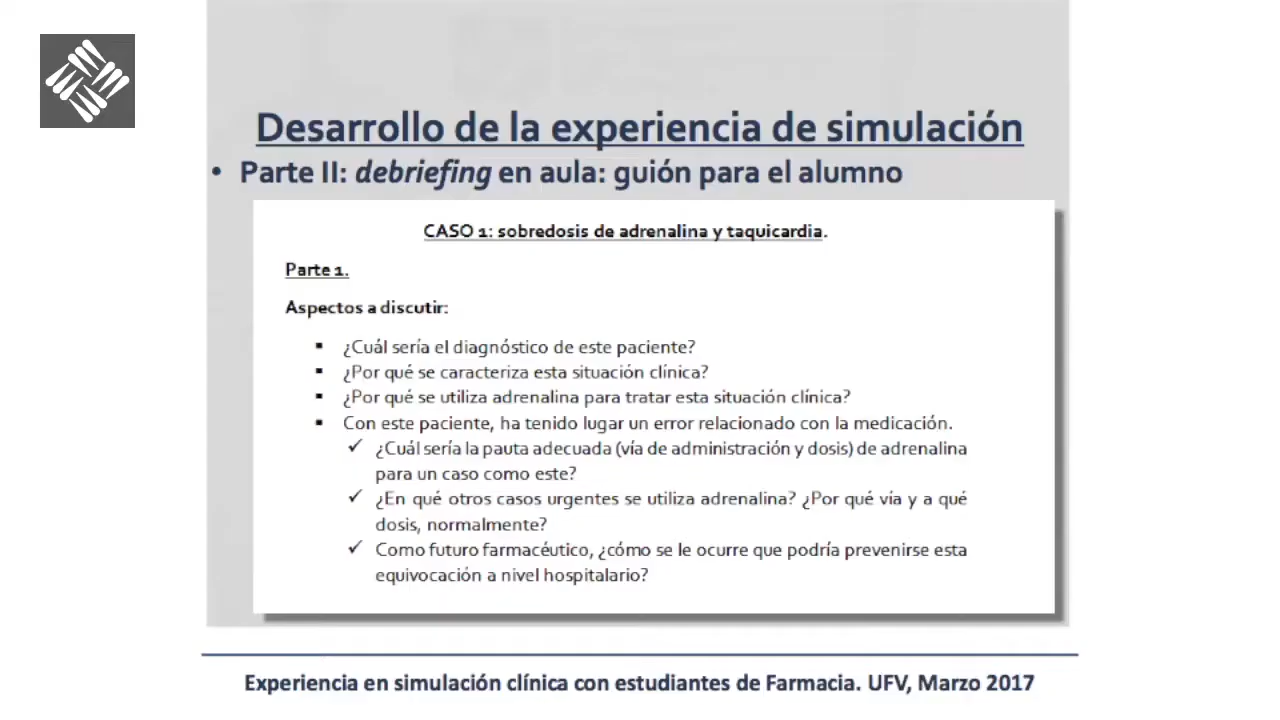 Desarrollo de la experiencia de simulación
• Parte II: debriefing en aula: guión para el alumno
CASO 1: sobredosis de adrenalina y taquicardia.
Parte 1.
Aspectos a discutir:
▪ ¿Cuál sería el diagnóstico de este paciente?
▪ ¿Por qué se caracteriza esta situación clínica?
▪ ¿Por qué se utiliza adrenalina para tratar esta situación clínica?
▪ Con este paciente, ha tenido lugar un error relacionado con la medicación.
✓ ¿Cuál sería la pauta adecuada (vía de administración y dosis) de adrenalina
para un caso como este?
✓ ¿En qué otros casos urgentes se utiliza adrenalina? ¿Por qué vía y a qué
dosis, normalmente?
✓ Como futuro farmacéutico, ¿cómo se le ocurre que podría prevenirse esta
equivocación a nivel hospitalario?
Experiencia en simulación clínica con estudiantes de Farmacia. UFV, Marzo 2017